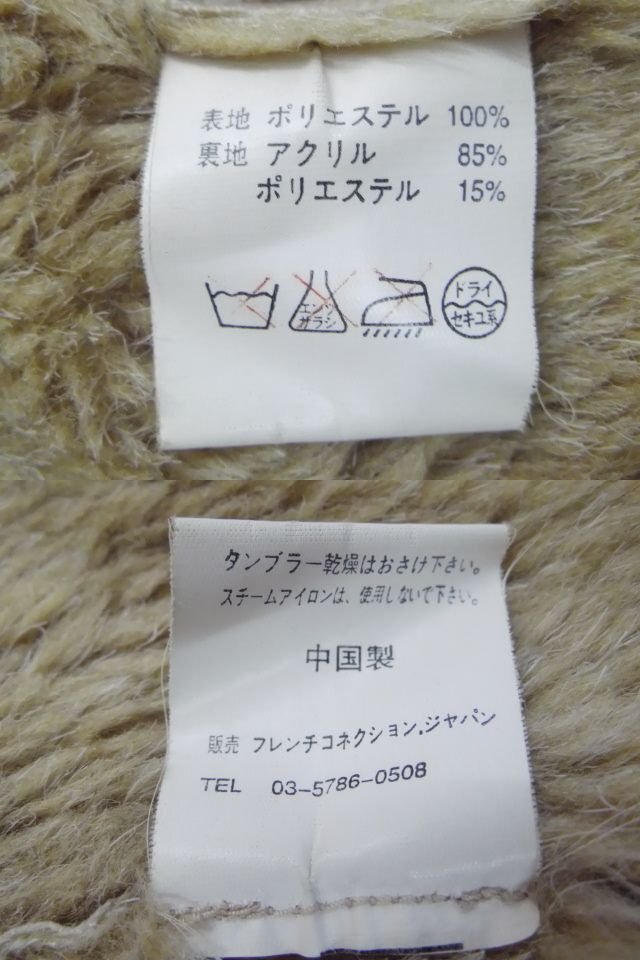 表地 ポリエステル 100%
裏地 アクリル 85%
ポリエステル 15%
エンソ
サラシ
ドライ
セキユ系
タンブラー乾燥はおさけ下さい。
スチームアイロンは、使用しないで下さい。
中国製
販売 フレンチコネクション.ジャパン
TEL 03-5786-0508